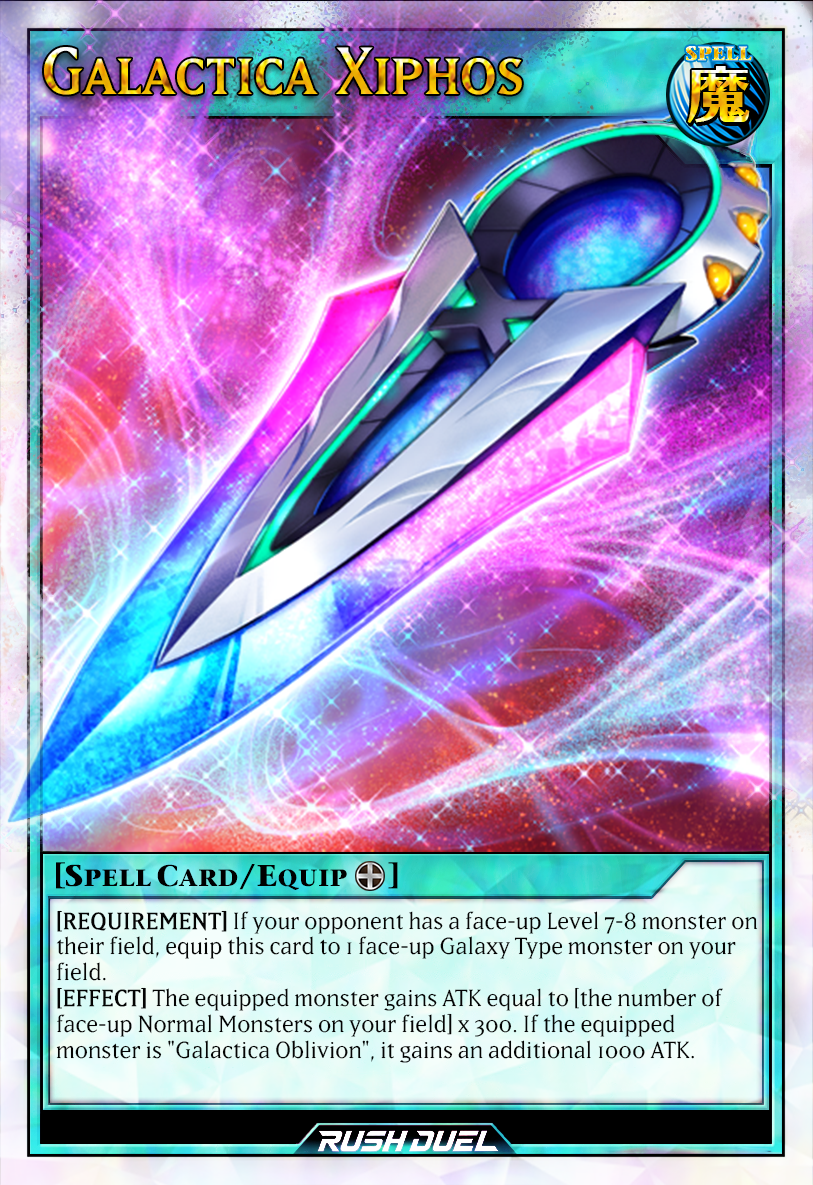 Galactica Xiphos
SPELL
魔
[Spell Card/Equip]
[REQUIREMENT] If your opponent has a face-up Level 7-8 monster on
their field, equip this card to 1 face-up Galaxy Type monster on your
field.
[EFFECT] The equipped monster gains ATK equal to [the number of
face-up Normal Monsters on your field] x 300. If the equipped
monster is "Galactica Oblivion", it gains an additional 1000 ATK.
RUSH DUEL